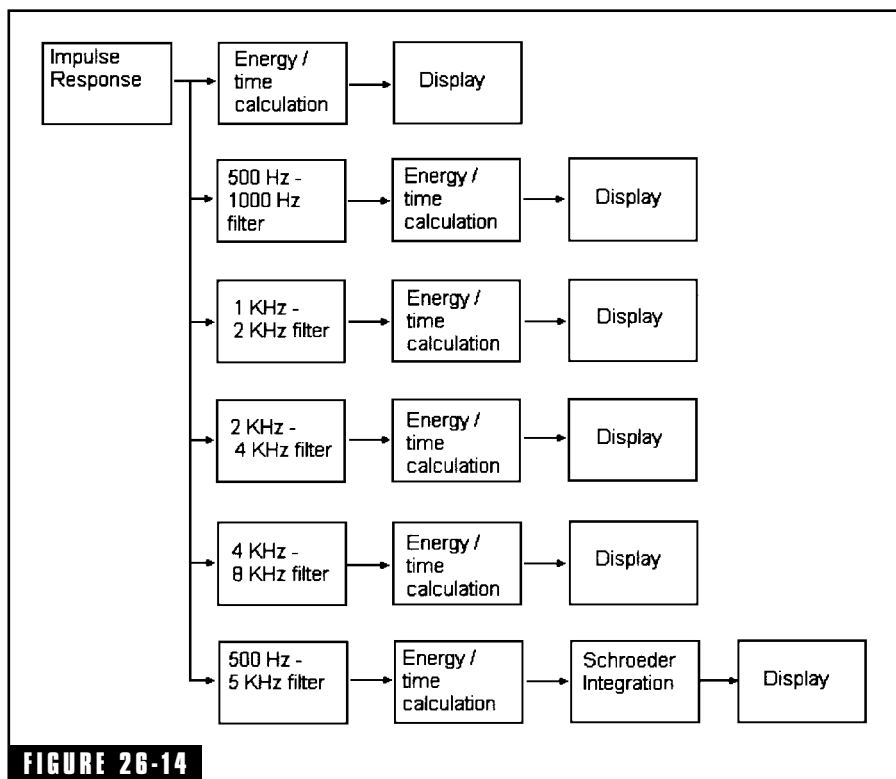 Impulse
Response
Energy /
time
calculation
Display
500 Hz -
1000 Hz
filter
Energy /
time
calculation
Display
1 KHz -
2 KHz filter
Energy /
time
calculation
Display
2 KHz -
4 KHz filter
Energy /
time
calculation
Display
4 KHz -
8 KHz filter
Energy /
time
calculation
Display
500 Hz -
5 KHz filter
Energy /
time
calculation
Schroeder
Integration
Display
FIGURE 26-14